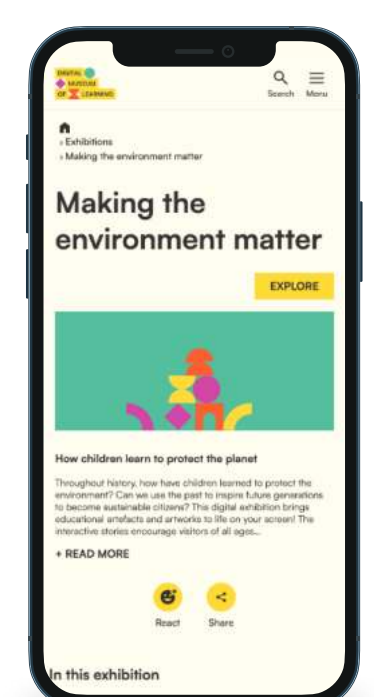 DIGITAL
MUSEUM
OF LEARNING
Search Menu
› Exhibitions
› Making the environment matter
Making the
environment matter
EXPLORE
How children learn to protect the planet
Throughout history, how have children learned to protect the
environment? Can we use the past to inspire future generations
to become sustainable citizens? This digital exhibition brings
educational artefacts and artworks to life on your screen! The
interactive stories encourage visitors of all ages...
+ READ MORE
React Share
In this exhibition